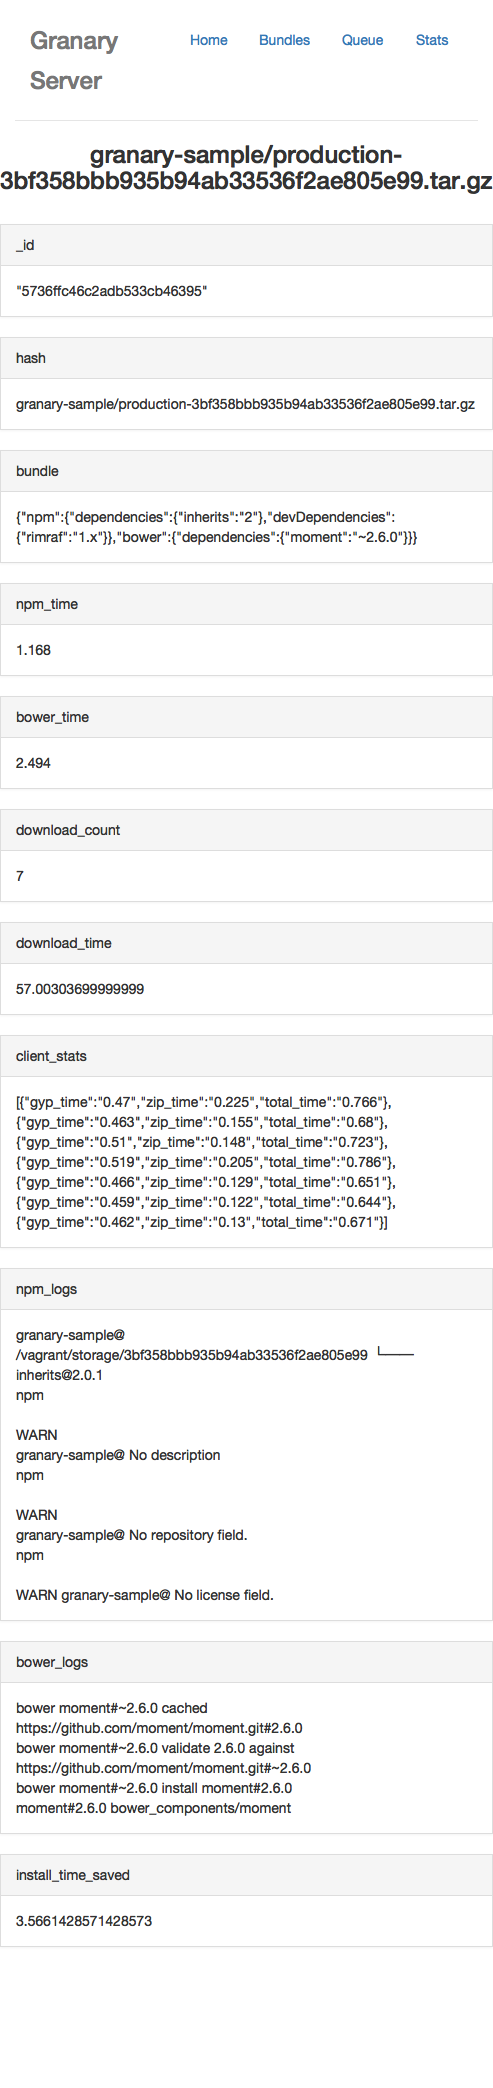 Granary
Server
Home Bundles Queue Stats
granary-sample/production-
3bf358bbb935b94ab33536f2ae805e99.tar.gz
_id
"5736ffc46c2adb533cb46395"
hash
granary-sample/production-3bf358bbb935b94ab33536f2ae805e99.tar.gz
bundle
{"npm":{"dependencies":{"inherits":"2"},"devDependencies":
{"rimraf":"1.x"}},"bower":{"dependencies":{"moment":"~2.6.0"}}}
npm_time
1.168
bower_time
2.494
download_count
7
download_time
57.00303699999999
client_stats
[{"gyp_time":"0.47","zip_time":"0.225","total_time":"0.766"},
{"gyp_time":"0.463","zip_time":"0.155","total_time":"0.68"},
{"gyp_time":"0.51","zip_time":"0.148","total_time":"0.723"},
{"gyp_time":"0.519","zip_time":"0.205","total_time":"0.786"},
{"gyp_time":"0.466","zip_time":"0.129","total_time":"0.651"},
{"gyp_time":"0.459","zip_time":"0.122","total_time":"0.644"},
{"gyp_time":"0.462","zip_time":"0.13","total_time":"0.671"}]
npm_logs
granary-sample@
/vagrant/storage/3bf358bbb935b94ab33536f2ae805e99 └──
inherits@2.0.1
npm
WARN
granary-sample@ No description
npm
WARN
granary-sample@ No repository field.
npm
WARN granary-sample@ No license field.
bower_logs
bower moment#~2.6.0 cached
https://github.com/moment/moment.git#2.6.0
bower moment#~2.6.0 validate 2.6.0 against
https://github.com/moment/moment.git#~2.6.0
bower moment#~2.6.0 install moment#2.6.0
moment#2.6.0 bower_components/moment
install_time_saved
3.5661428571428573